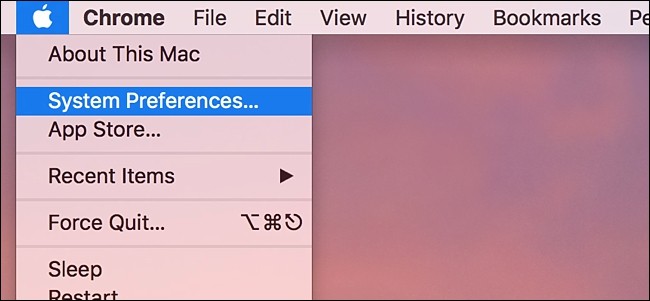 Chrome File Edit View History Bookmarks Pe
About This Mac
System Preferences...
App Store...
Recent Items ▶
Force Quit... ⌥⌘⎋
Sleep
Restart